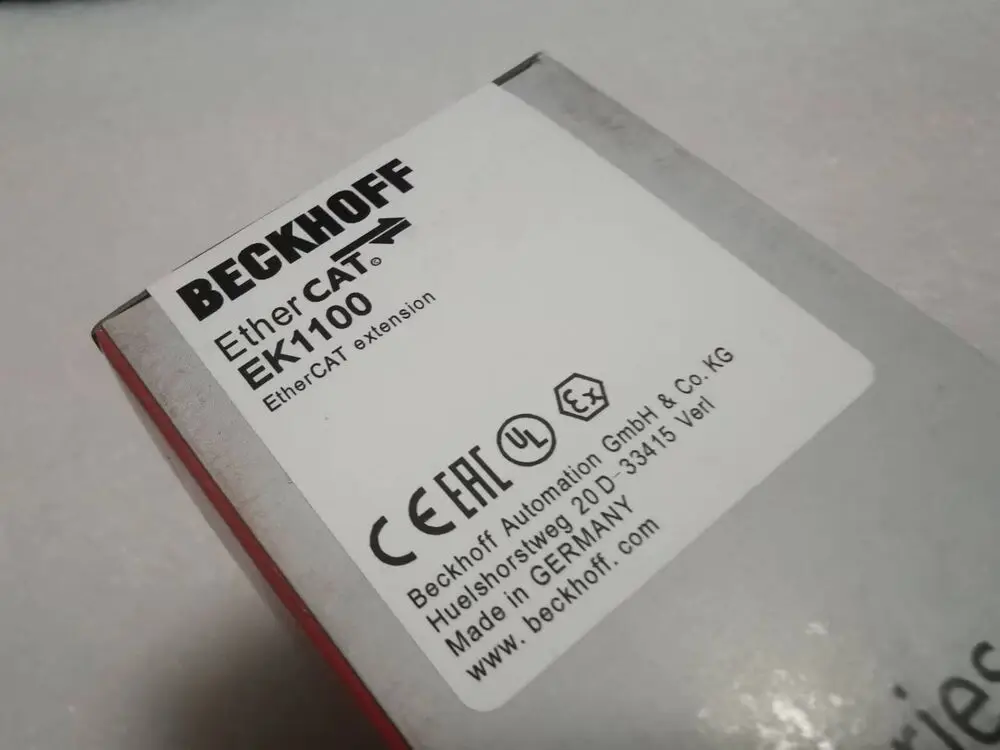 BECKHOFF
EtherCAT®
EK1100
EtherCAT extension
CE EAC UL Ex
Beckhoff Automation GmbH & Co. KG
Huelshorstweg 20 D-33415 Verl
Made in GERMANY
www. beckhoff. com